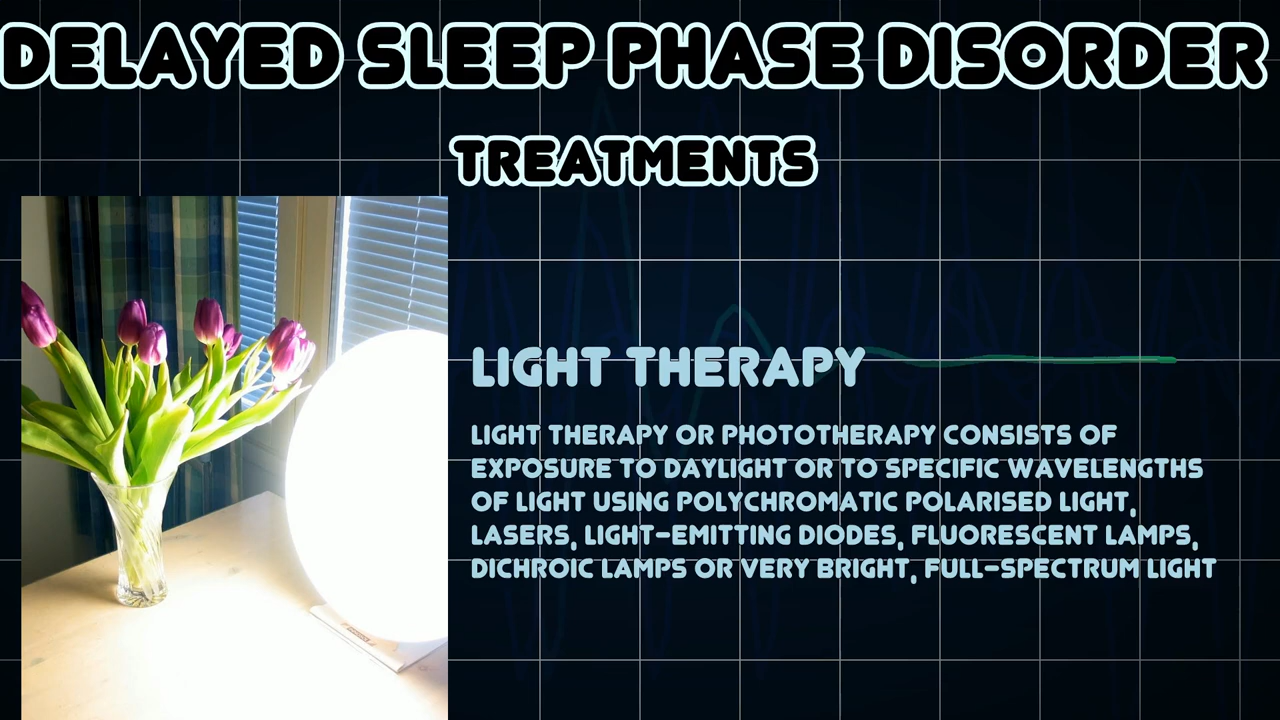 DELAYED SLEEP PHASE DISORDER
TREATMENTS
LIGHT THERAPY
LIGHT THERAPY OR PHOTOTHERAPY CONSISTS OF
EXPOSURE TO DAYLIGHT OR TO SPECIFIC WAVELENGTHS
OF LIGHT USING POLYCHROMATIC POLARISED LIGHT,
LASERS, LIGHT-EMITTING DIODES, FLUORESCENT LAMPS,
DICHROIC LAMPS OR VERY BRIGHT, FULL-SPECTRUM LIGHT